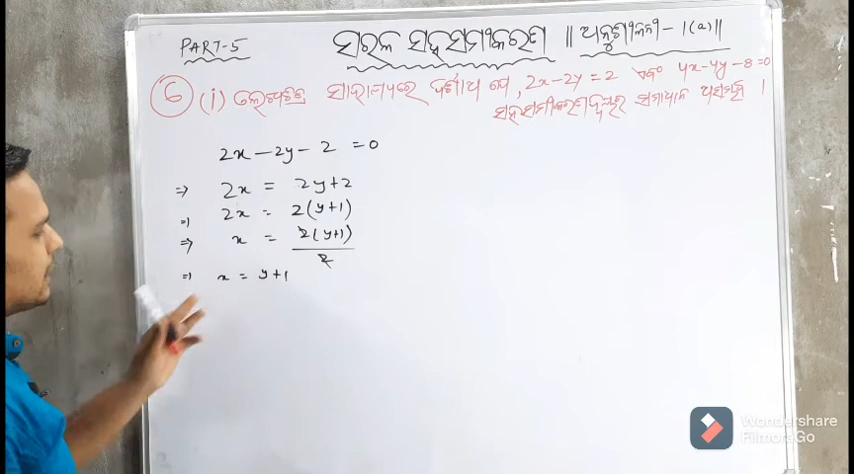 PART-5
ସରଳ ସହସମୀକରଣ || ଅନୁଶୀଳନୀ - 1(a) ||
6 (i) ଲେଖଚିତ୍ର ସାହାଯ୍ୟରେ ଦର୍ଶାଅ ଯେ, 2x-2y=2 ଏବଂ 4x-4y-8=0
ସହସମୀକରଣଦ୍ୱୟର ସମାଧାନ ଅସମ୍ଭବ ।
2x-2y-2=0
⇒ 2x = 2y+2
⇒ 2x = 2(y+1)
⇒ x = 2(y+1)
2
⇒ x = y+1
Wondershare
Filmora.Go